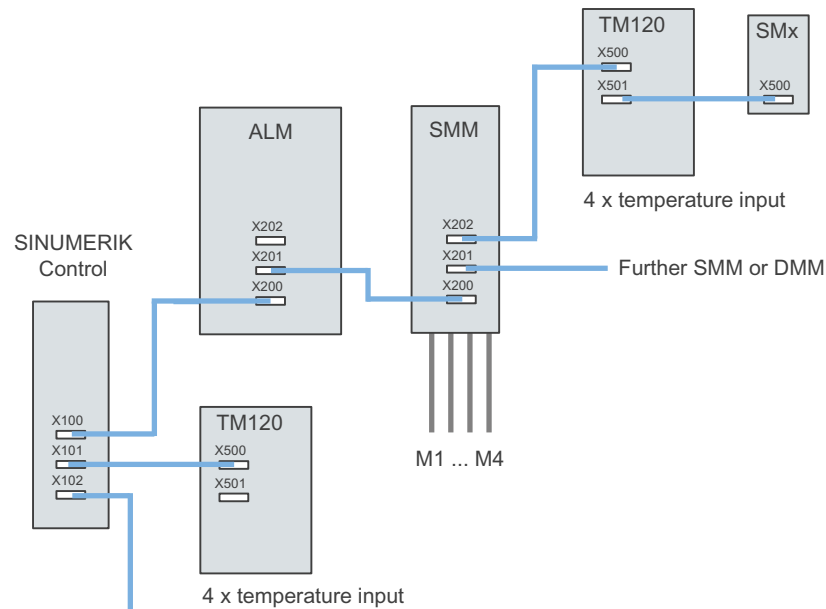 TM120
X500
X501
4 x temperature input
SMx
X500
ALM
X202
X201
X200
SMM
X202
X201
X200
Further SMM or DMM
M1 ... M4
SINUMERIK
Control
X100
X101
X102
TM120
X500
X501
4 x temperature input